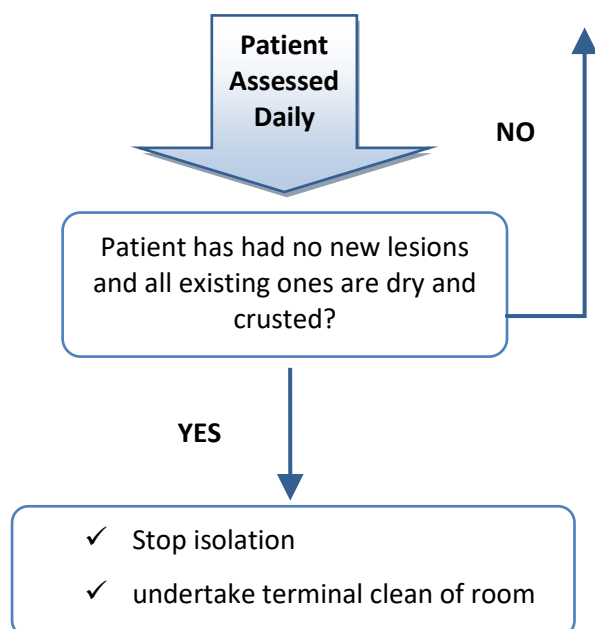 Patient
Assessed
Daily
NO
Patient has had no new lesions
and all existing ones are dry and
crusted?
YES
✓ Stop isolation
✓ undertake terminal clean of room